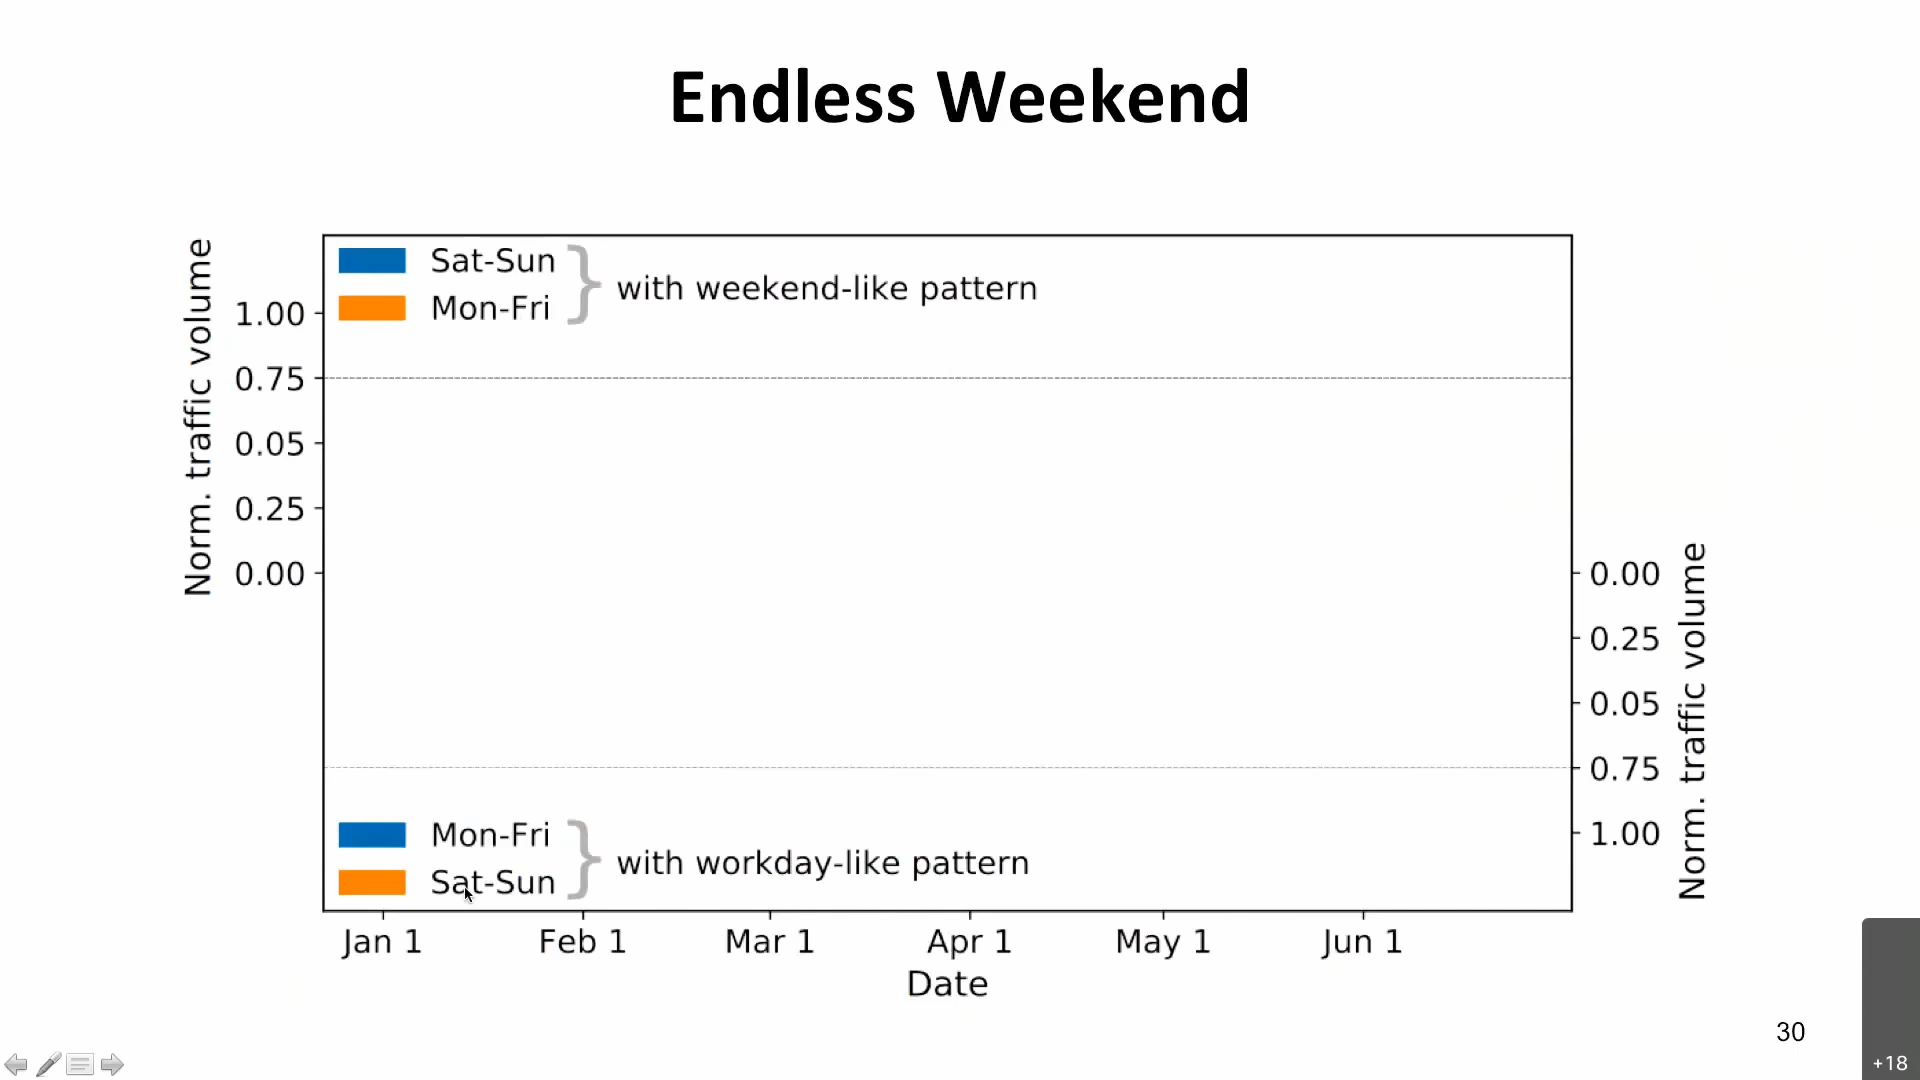 Endless Weekend
Norm. traffic volume
1.00
0.75
0.05
0.25
0.00
Sat-Sun
Mon-Fri
with weekend-like pattern
Mon-Fri
Sat-Sun
with workday-like pattern
0.00
0.25
0.05
0.75
1.00
Norm. traffic volume
Jan 1 Feb 1 Mar 1 Apr 1 May 1 Jun 1
Date
30
+18